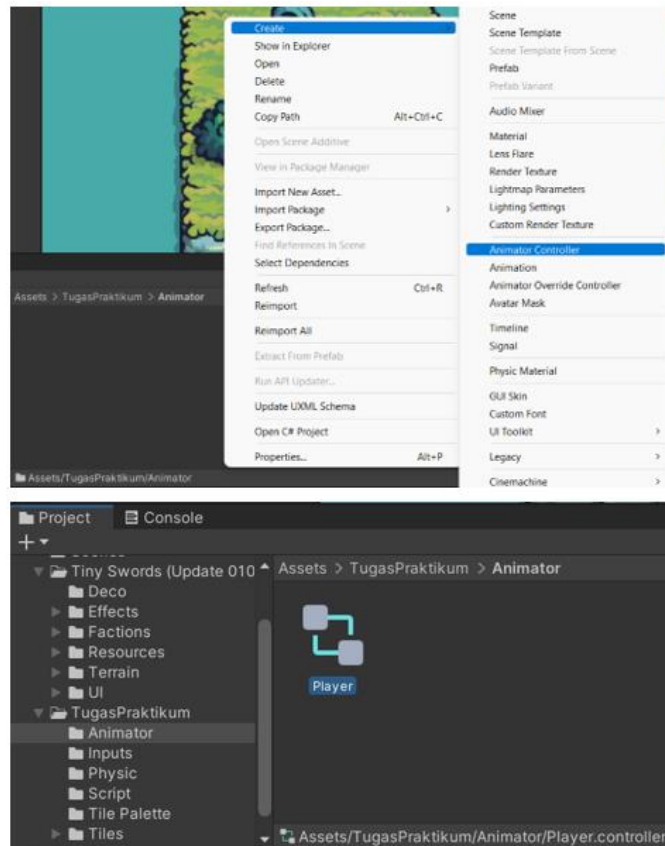 Create
Show in Explorer
Open
Delete
Rename
Copy Path Alt+Ctrl+C
Open Scene Additive
View in Package Manager
Import New Asset...
Import Package >
Export Package...
Find References In Scene
Select Dependencies
Refresh Ctrl+R
Reimport
Reimport All
Extract From Prefab
Run API Updater...
Update UXML Schema
Open C# Project
Properties... Alt+P
Scene
Scene Template
Scene Template From Scene
Prefab
Prefab Variant
Audio Mixer
Material
Lens Flare
Render Texture
Lightmap Parameters
Lighting Settings
Custom Render Texture
Animator Controller
Animation
Animator Override Controller
Avatar Mask
Timeline
Signal
Physic Material
GUI Skin
Custom Font
UI Toolkit >
Legacy >
Cinemachine >
Assets > TugasPraktikum > Animator
Assets/TugasPraktikum/Animator
Project Console
Tiny Swords (Update 010
Deco
Effects
Factions
Resources
Terrain
UI
TugasPraktikum
Animator
Inputs
Physic
Script
Tile Palette
Tiles
Assets > TugasPraktikum > Animator
Player
Assets/TugasPraktikum/Animator/Player.controller